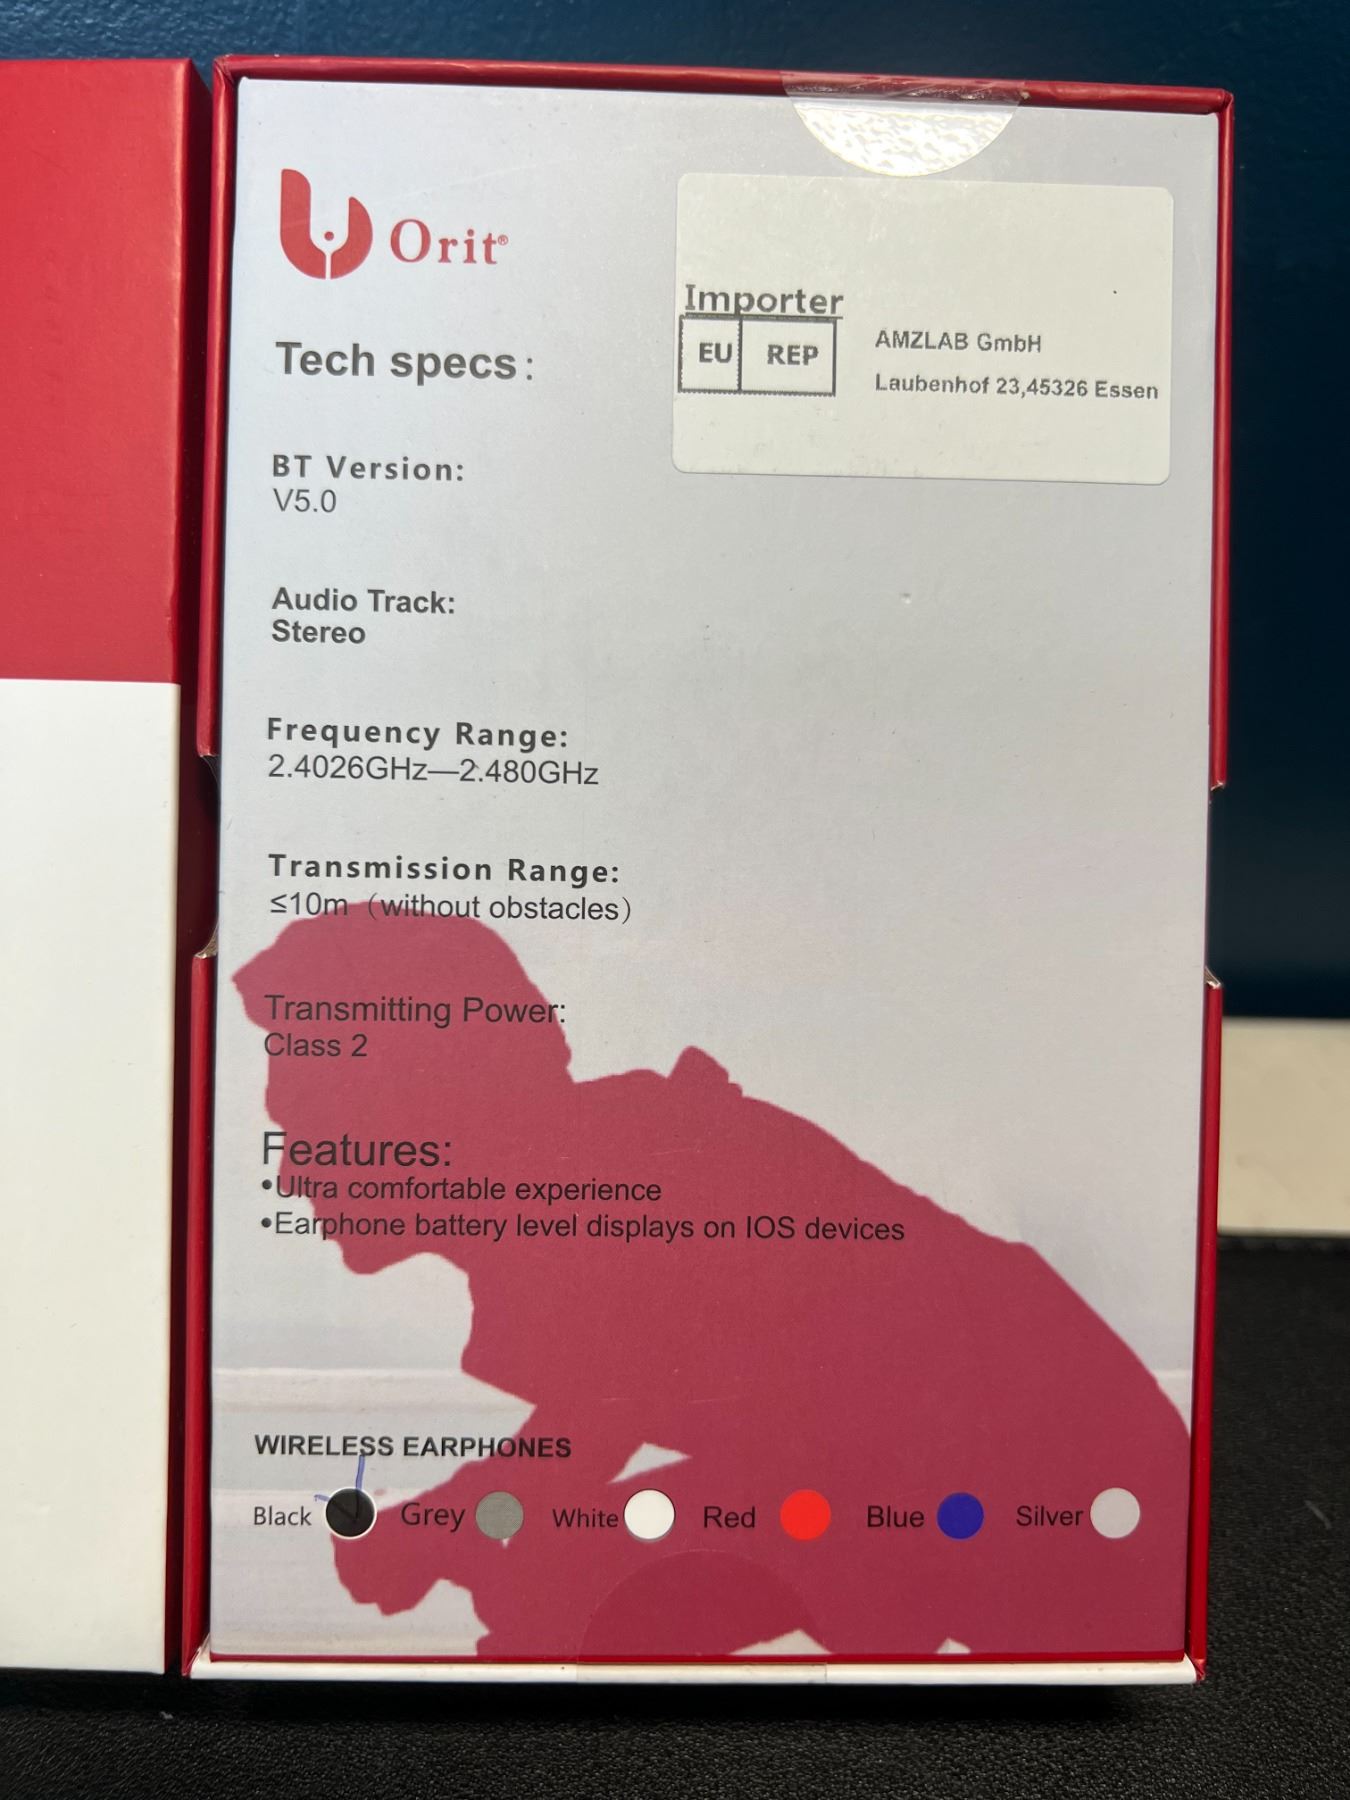 Orit®
Importer
EU REP
AMZLAB GmbH
Laubenhof 23,45326 Essen
Tech specs:
BT Version:
V5.0
Audio Track:
Stereo
Frequency Range:
2.4026GHz—2.480GHz
Transmission Range:
≤10m（without obstacles）
Transmitting Power:
Class 2
Features:
•Ultra comfortable experience
•Earphone battery level displays on IOS devices
WIRELESS EARPHONES
Black Grey White Red Blue Silver